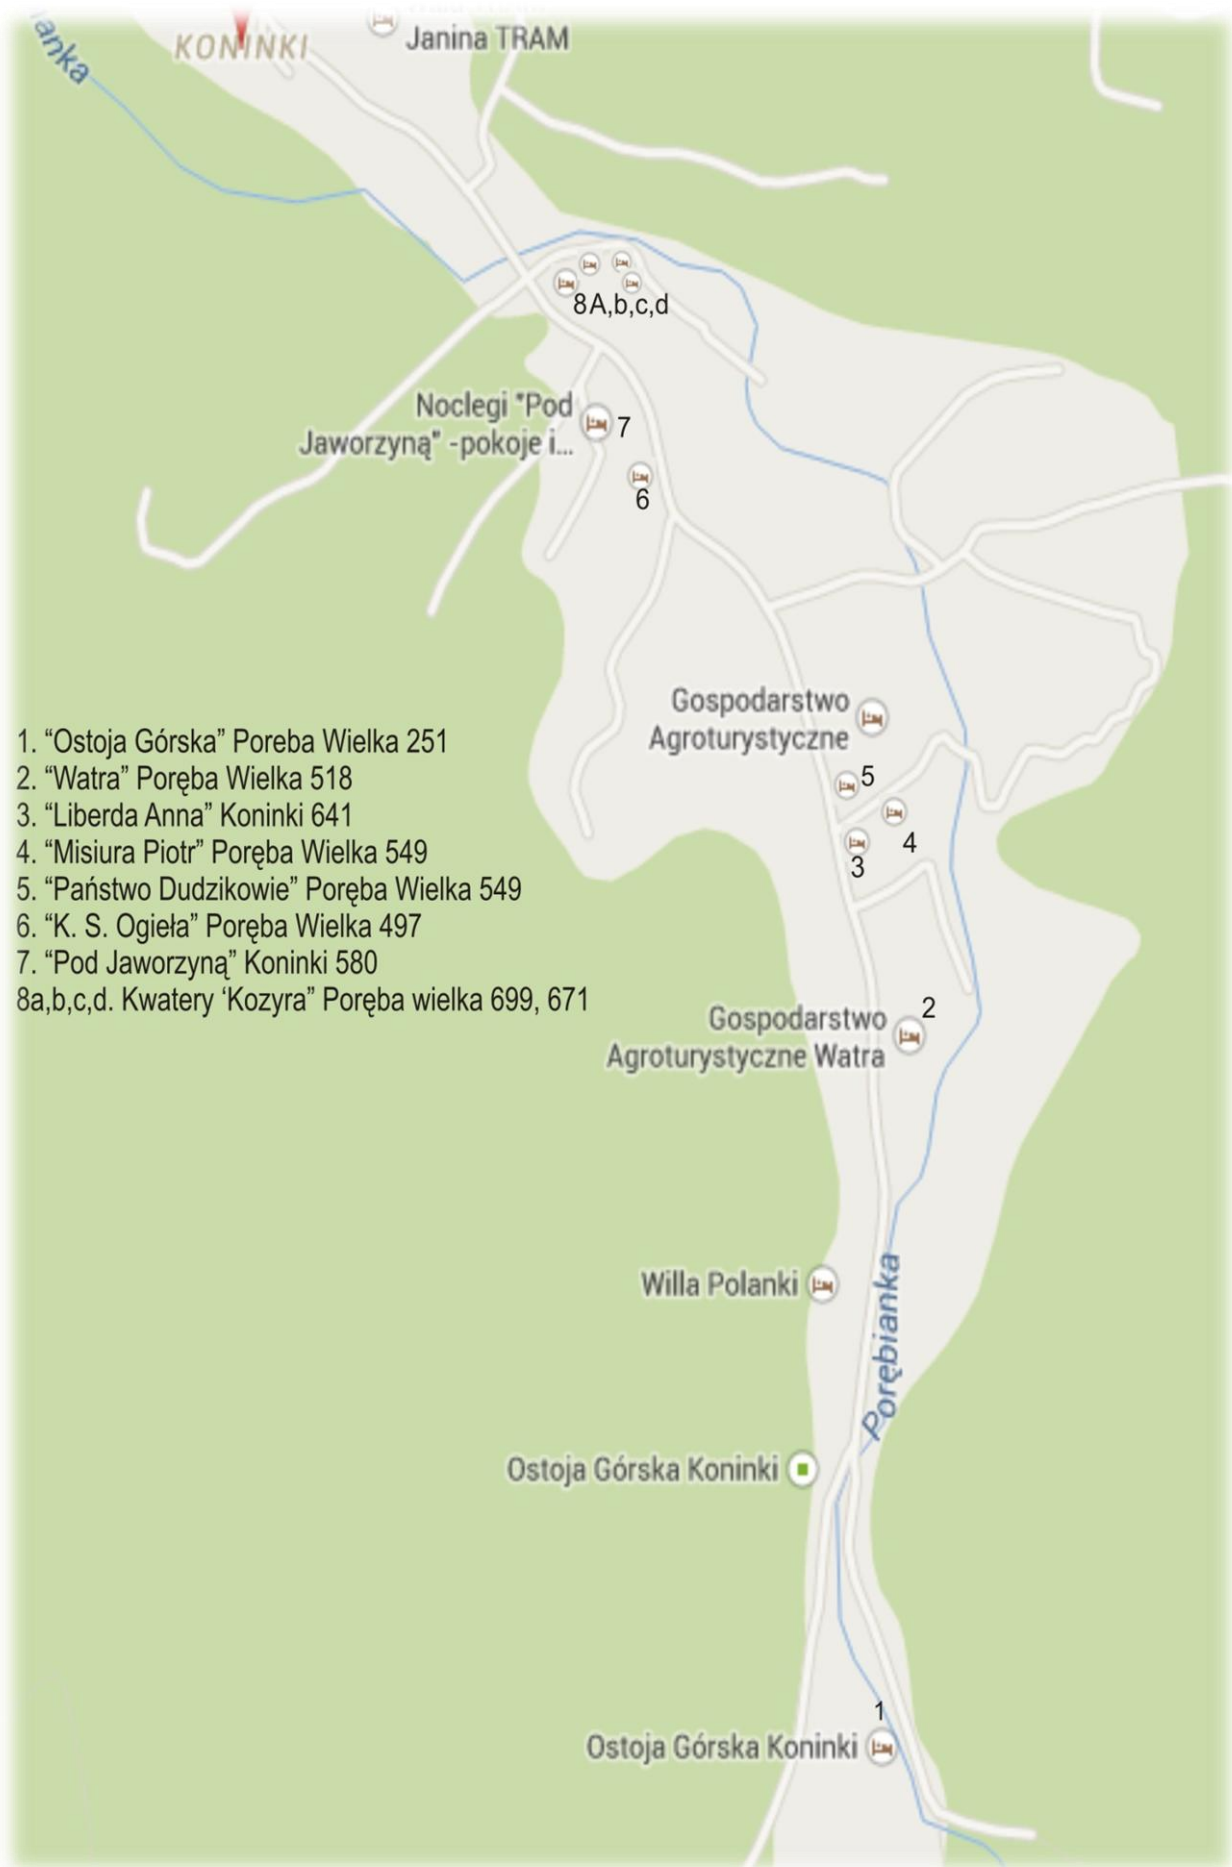 anka
KONINKI
Janina TRAM
8A,b,c,d
Noclegi "Pod
Jaworzyną" -pokoje i...
7
6
Gospodarstwo
Agroturystyczne
5
4
3
1. “Ostoja Górska” Poreba Wielka 251
2. “Watra” Poręba Wielka 518
3. “Liberda Anna” Koninki 641
4. “Misiura Piotr” Poręba Wielka 549
5. “Państwo Dudzikowie” Poręba Wielka 549
6. “K. S. Ogieła” Poręba Wielka 497
7. “Pod Jaworzyną” Koninki 580
8a,b,c,d. Kwatery ‘Kozyra” Poręba wielka 699, 671
2
Gospodarstwo
Agroturystyczne Watra
Willa Polanki
Porębianka
Ostoja Górska Koninki
1
Ostoja Górska Koninki